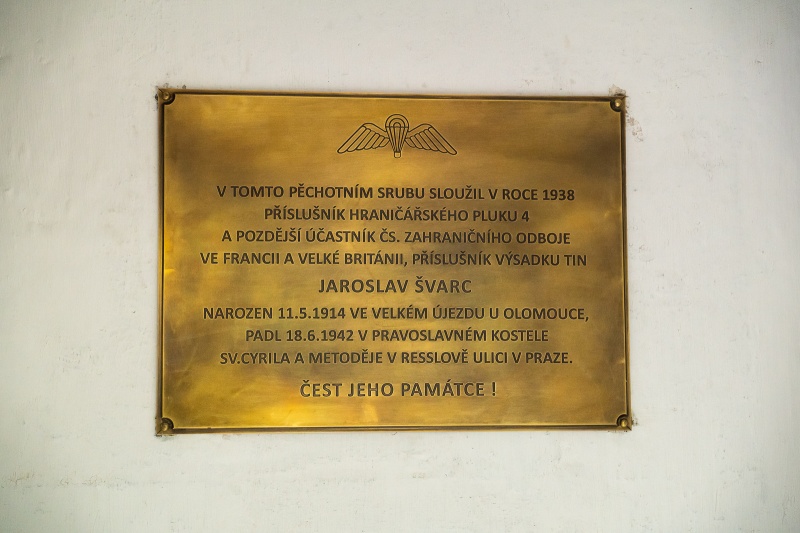 V TOMTO PĚCHOTNÍM SRUBU SLOUŽIL V ROCE 1938
PŘÍSLUŠNÍK HRANIČÁŘSKÉHO PLUKU 4
A POZDĚJŠÍ ÚČASTNÍK ČS. ZAHRANIČNÍHO ODBOJE
VE FRANCII A VELKÉ BRITÁNII, PŘÍSLUŠNÍK VÝSADKU TIN
JAROSLAV ŠVARC
NAROZEN 11.5.1914 VE VELKÉM ÚJEZDU U OLOMOUCE,
PADL 18.6.1942 V PRAVOSLAVNÉM KOSTELE
SV.CYRILA A METODĚJE V RESSLOVĚ ULICI V PRAZE.
ČEST JEHO PAMÁTCE !